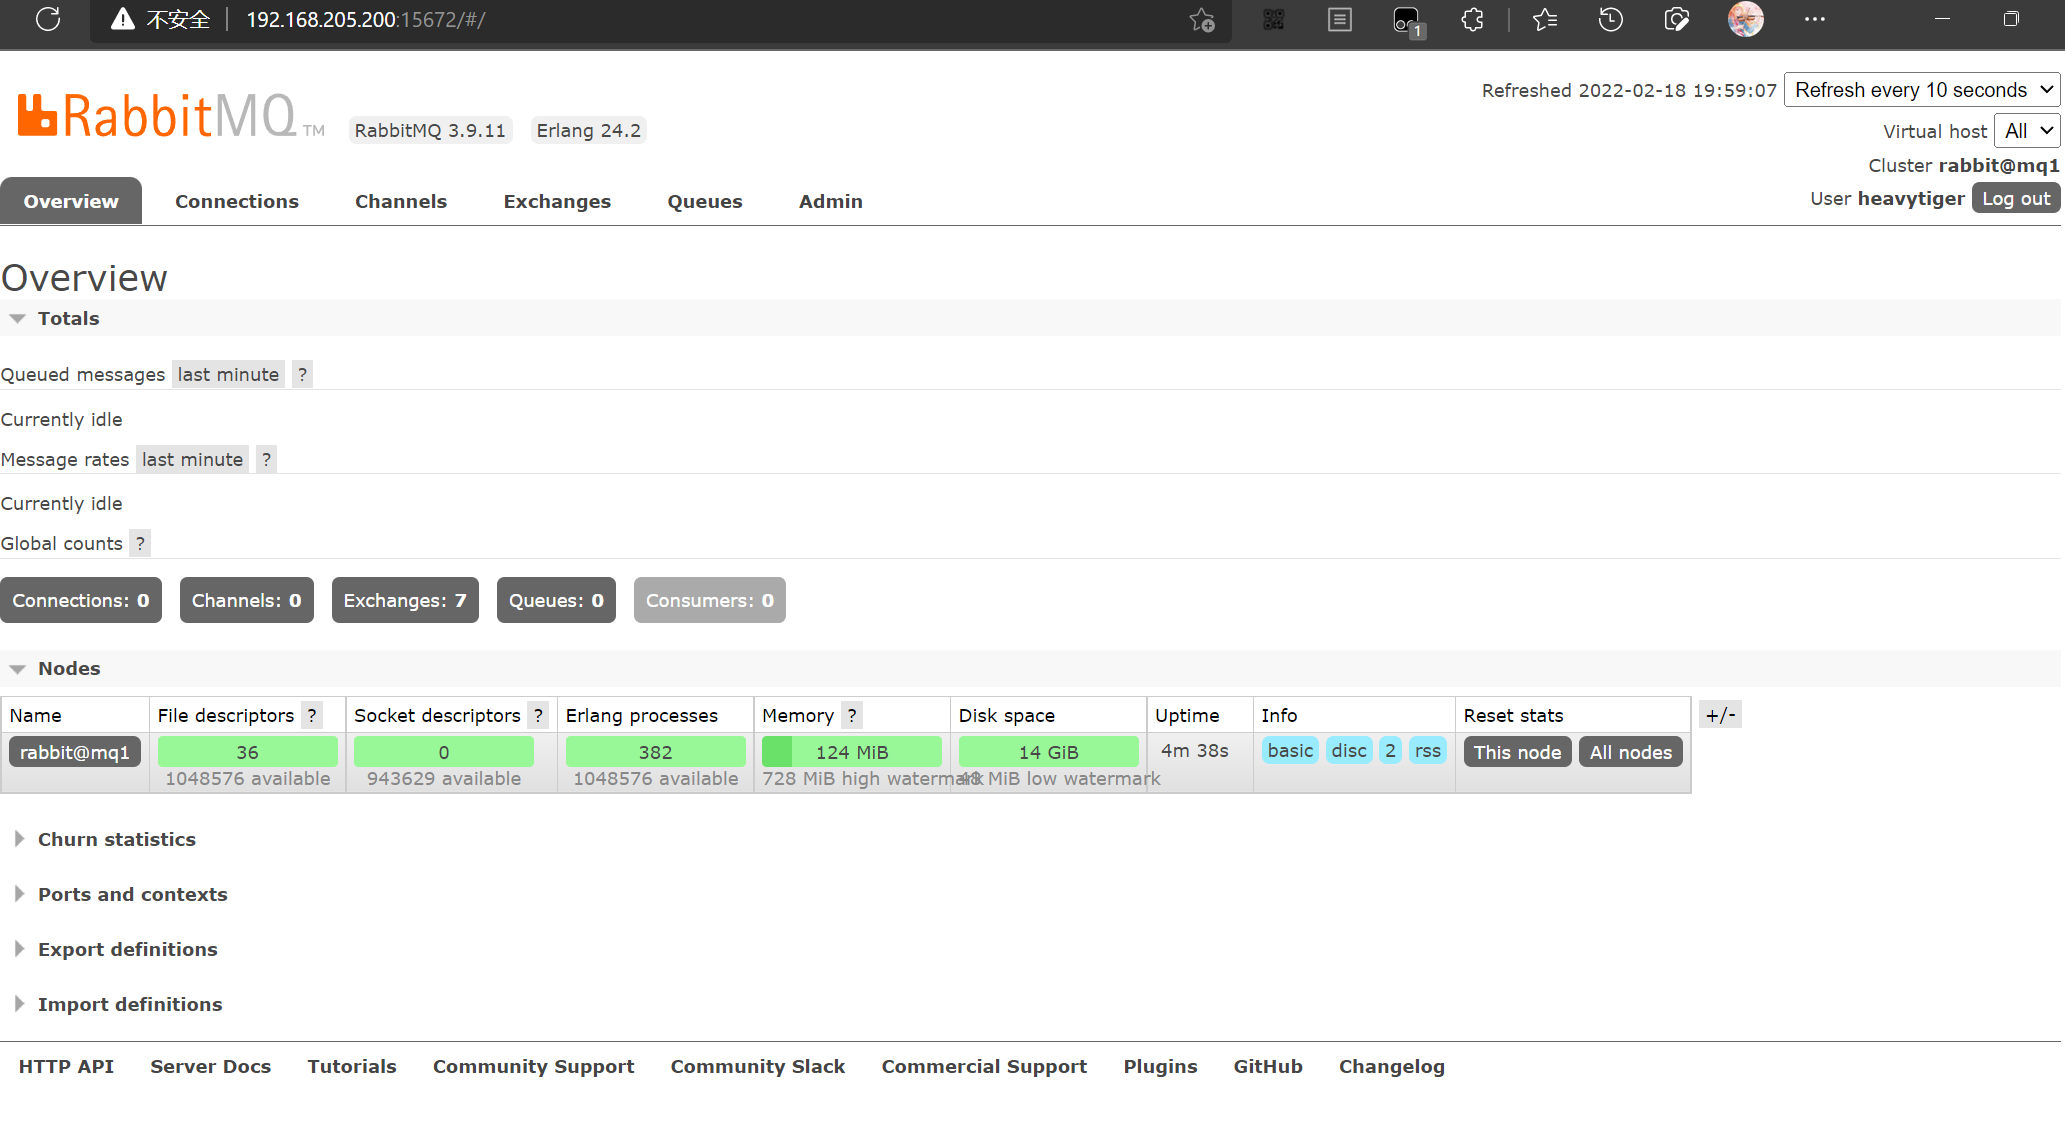 不安全 192.168.205.200:15672/#/
1
RabbitMQ TM RabbitMQ 3.9.11 Erlang 24.2
Refreshed 2022-02-18 19:59:07 Refresh every 10 seconds
Virtual host All
Cluster rabbit@mq1
User heavytiger Log out
Overview Connections Channels Exchanges Queues Admin
Overview
Totals
Queued messages last minute ?
Currently idle
Message rates last minute ?
Currently idle
Global counts ?
Connections: 0 Channels: 0 Exchanges: 7 Queues: 0 Consumers: 0
Nodes
Name File descriptors ? Socket descriptors ? Erlang processes Memory ? Disk space Uptime Info Reset stats +/-
rabbit@mq1 36 0 382 124 MiB 14 GiB 4m 38s basic disc 2 rss This node All nodes
1048576 available 943629 available 1048576 available 728 MiB high watermark 48 MiB low watermark
Churn statistics
Ports and contexts
Export definitions
Import definitions
HTTP API Server Docs Tutorials Community Support Community Slack Commercial Support Plugins GitHub Changelog